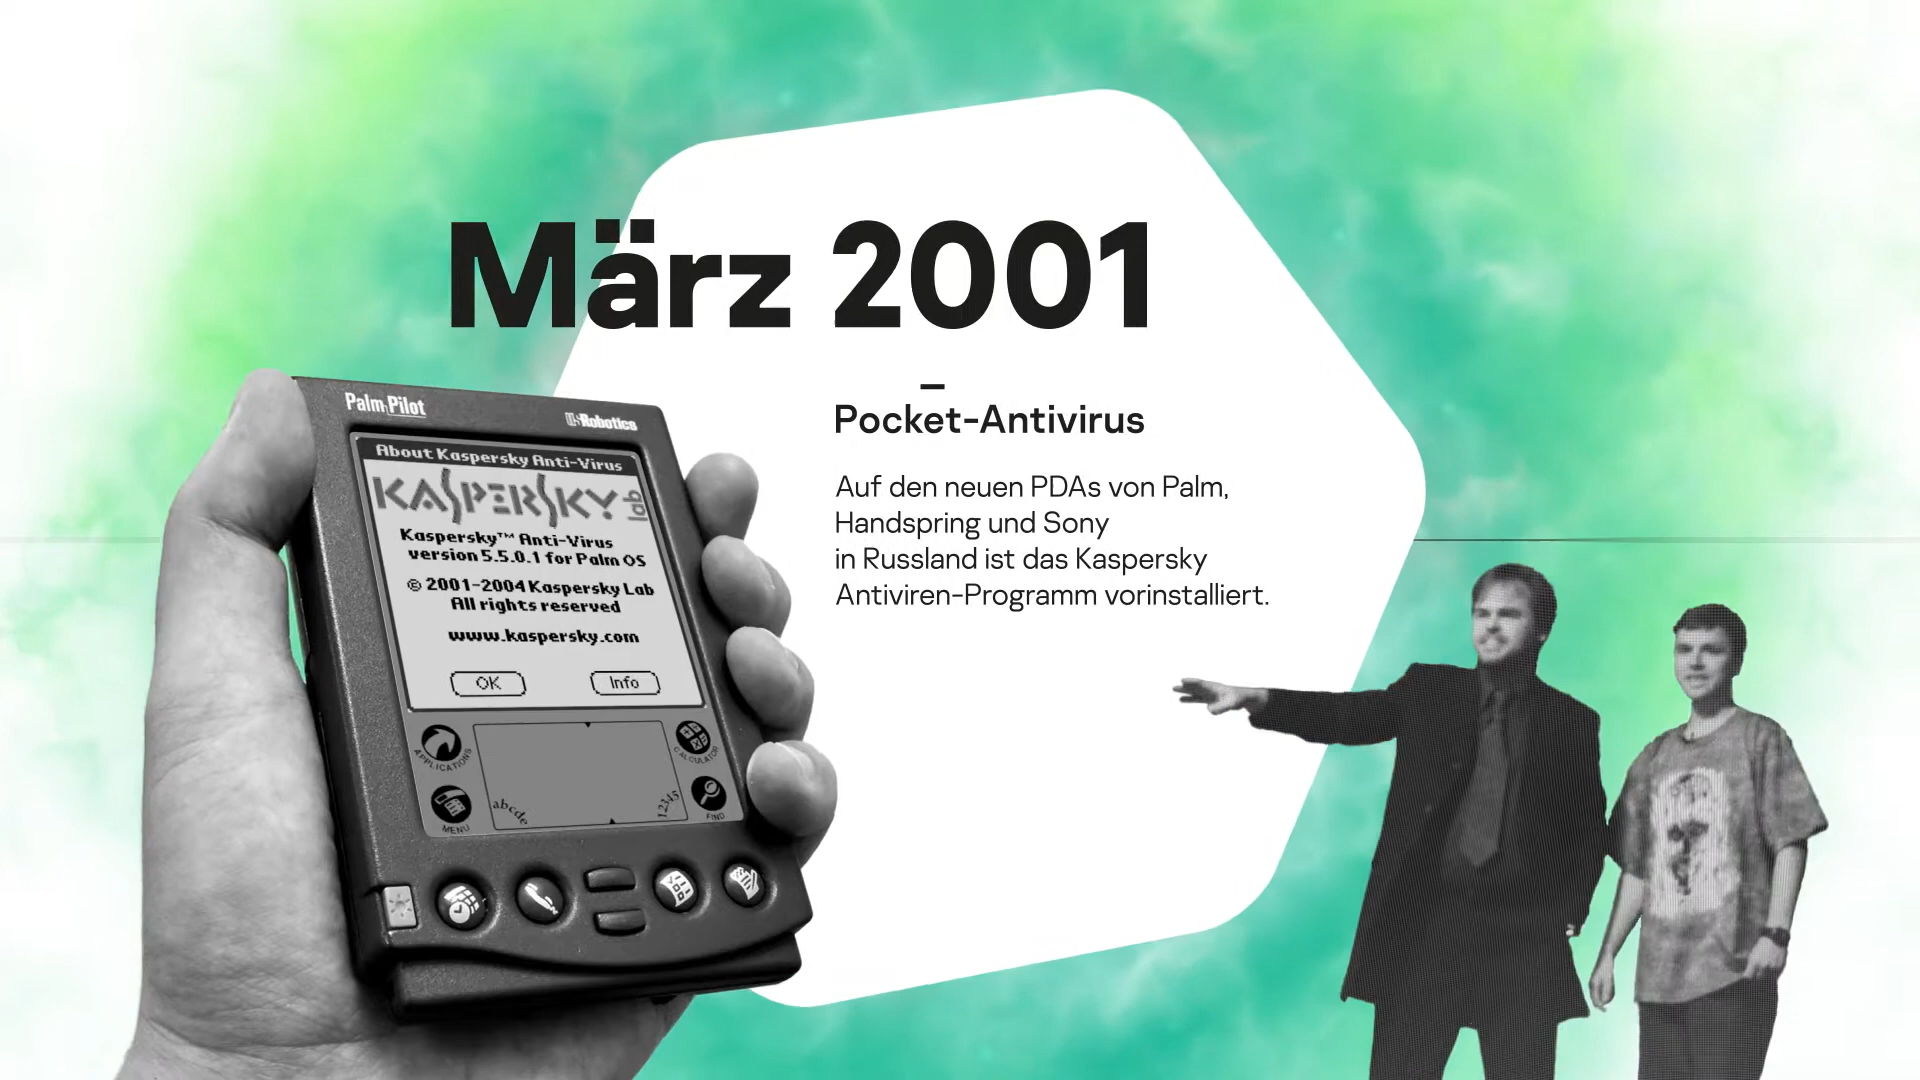 März 2001
Pocket-Antivirus
Auf den neuen PDAs von Palm,
Handspring und Sony
in Russland ist das Kaspersky
Antiviren-Programm vorinstalliert.
Palm Pilot
US Robotics
About Kaspersky Anti-Virus
KASPERSKY lab
Kaspersky™ Anti-Virus
version 5.5.0.1 for Palm OS
© 2001-2004 Kaspersky Lab
All rights reserved
www.kaspersky.com
OK Info
APPLICATIONS
CALCULATOR
MENU
abcde
12345
FIND